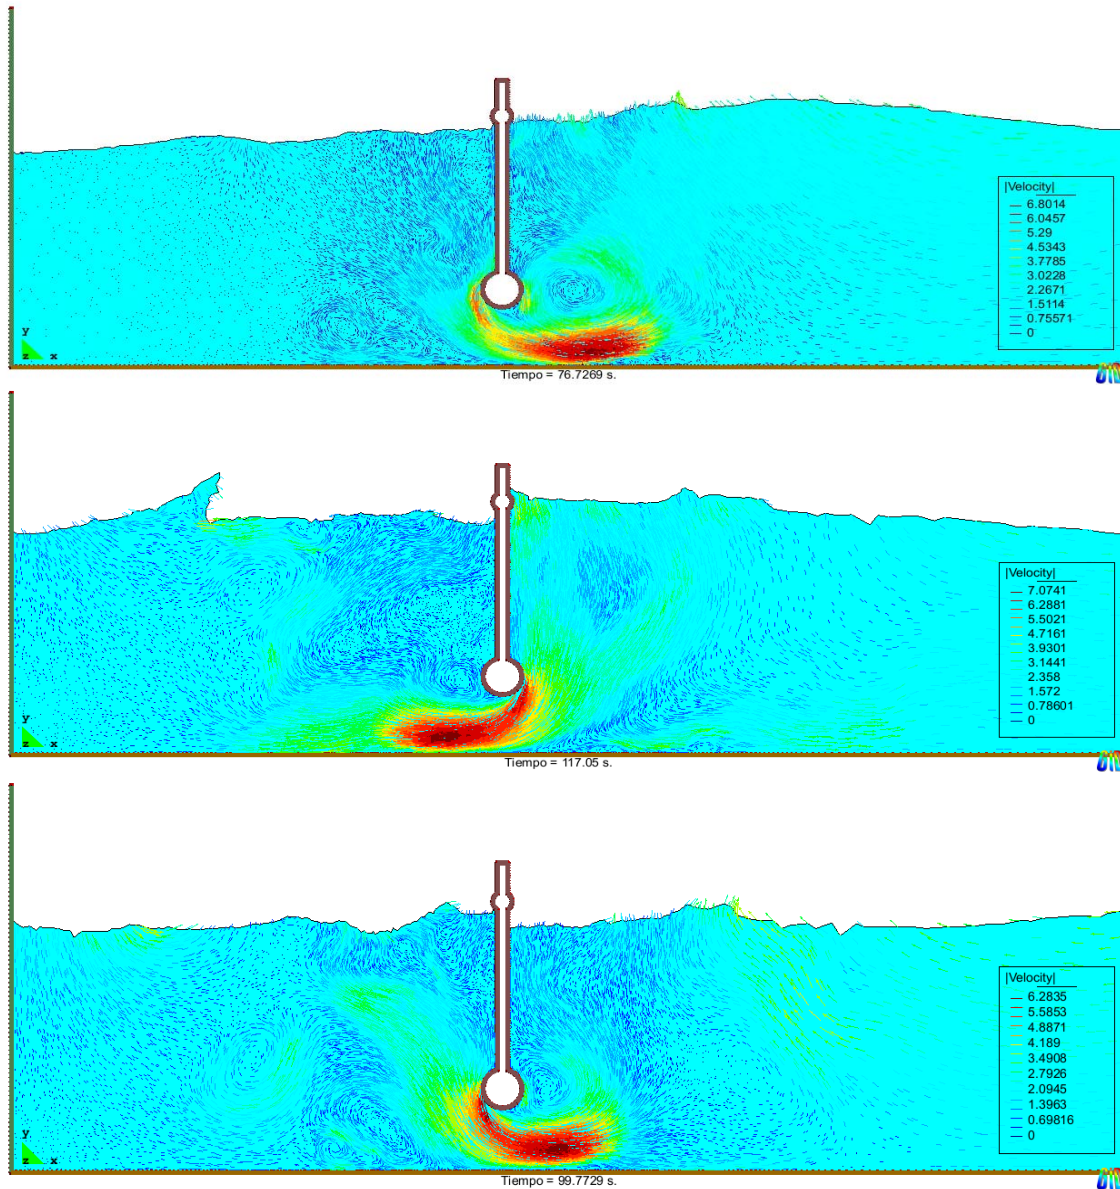 |Velocity|
6.8014
6.0457
5.29
4.5343
3.7785
3.0228
2.2671
1.5114
0.75571
0
y
z x
Tiempo = 76.7269 s.
|Velocity|
7.0741
6.2881
5.5021
4.7161
3.9301
3.1441
2.358
1.572
0.78601
0
y
z x
Tiempo = 117.05 s.
|Velocity|
6.2835
5.5853
4.8871
4.189
3.4908
2.7926
2.0945
1.3963
0.69816
0
y
z x
Tiempo = 99.7729 s.